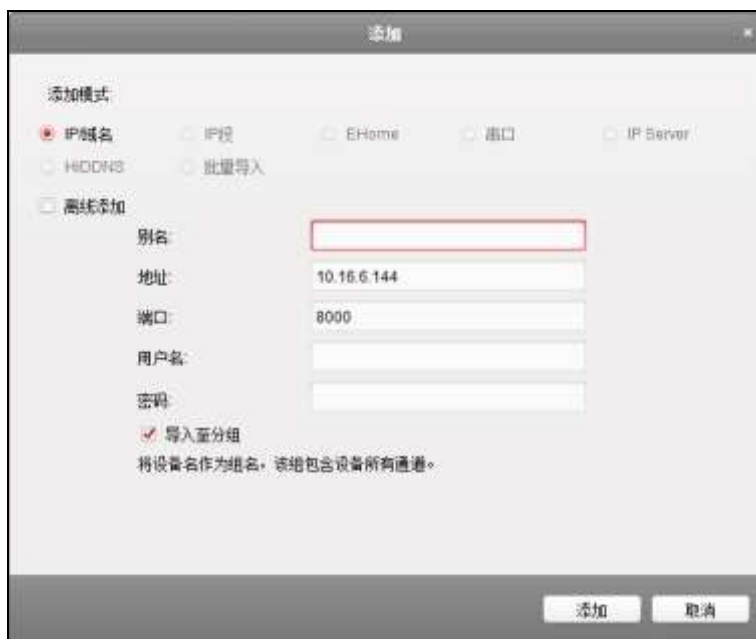 添加
添加模式
IP/域名 IP段 EHome 串口 IP Server
HiDDNS 批量导入
离线添加
别名:
地址: 10.16.6.144
端口: 8000
用户名:
密码:
导入至分组
将设备名作为组名，该组包含设备所有通道。
添加 取消